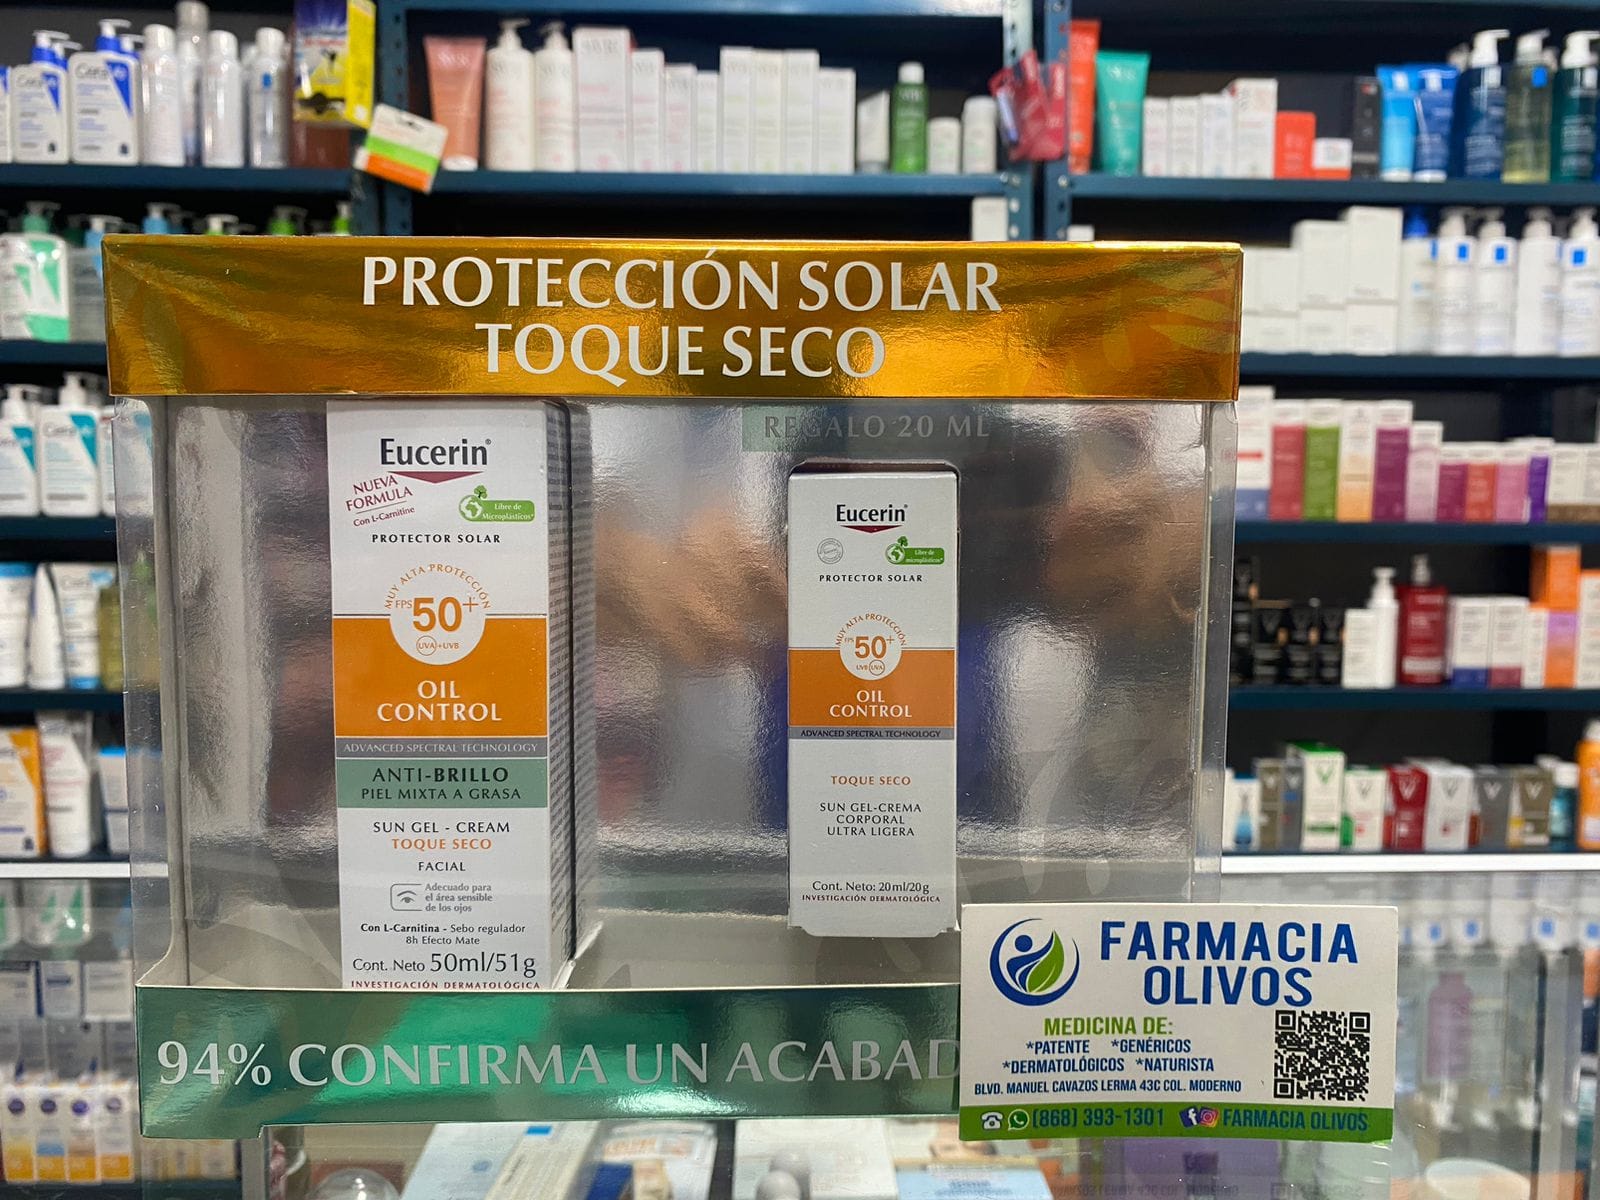 PROTECCIÓN SOLAR
TOQUE SECO
REGALO 20 ML
Eucerin®
NUEVA
FORMULA
Con L-Carnitine
Libre de
Microplásticos*
PROTECTOR SOLAR
MUY ALTA PROTECCIÓN
FPS 50+
UVA+UVB
OIL
CONTROL
ADVANCED SPECTRAL TECHNOLOGY
ANTI-BRILLO
PIEL MIXTA A GRASA
SUN GEL - CREAM
TOQUE SECO
FACIAL
Adecuado para
el área sensible
de los ojos
Con L-Carnitina - Sebo regulador
8h Efecto Mate
Cont. Neto 50ml/51g
INVESTIGACIÓN DERMATOLÓGICA
Eucerin®
Libre de
microplásticos*
PROTECTOR SOLAR
MUY ALTA PROTECCIÓN
FPS 50+
UVB UVA
OIL
CONTROL
ADVANCED SPECTRAL TECHNOLOGY
TOQUE SECO
SUN GEL-CREMA
CORPORAL
ULTRA LIGERA
Cont. Neto: 20ml/20g
INVESTIGACIÓN DERMATOLÓGICA
94% CONFIRMA UN ACABAD
FARMACIA
OLIVOS
MEDICINA DE:
*PATENTE *GENÉRICOS
*DERMATOLÓGICOS *NATURISTA
BLVD. MANUEL CAVAZOS LERMA 43C COL. MODERNO
(868) 393-1301 FARMACIA OLIVOS